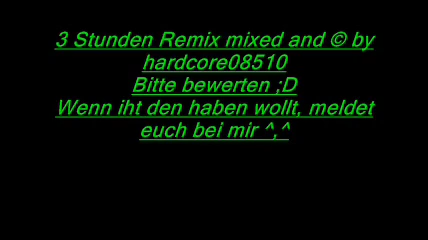 3 Stunden Remix mixed and © by
hardcore08510
Bitte bewerten ;D
Wenn iht den haben wollt, meldet
euch bei mir ^,^